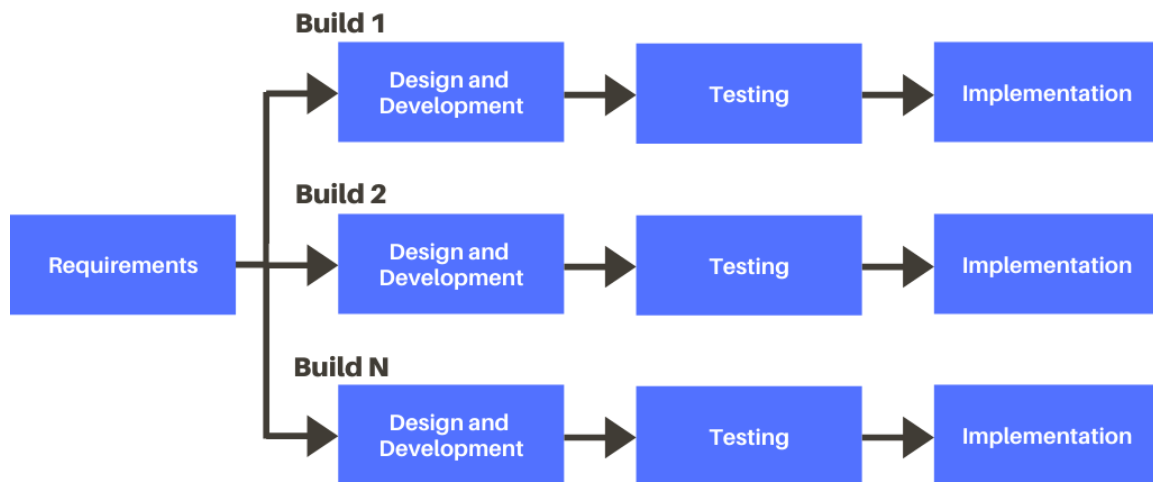 Build 1
Design and
Development
Testing
Implementation
Build 2
Requirements
Design and
Development
Testing
Implementation
Build N
Design and
Development
Testing
Implementation